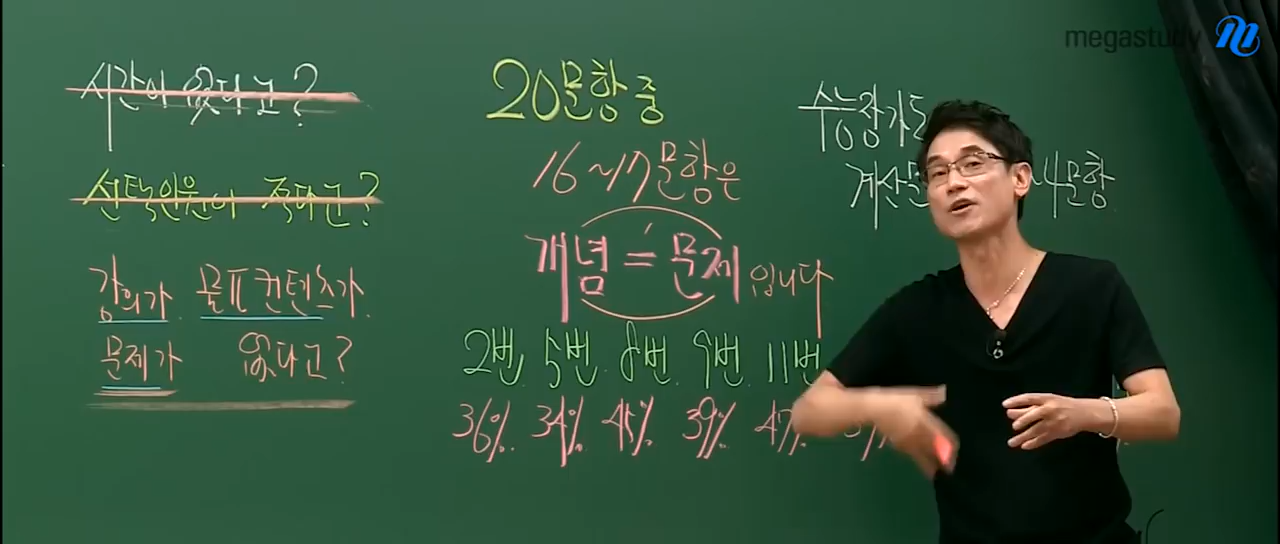 megastudy
시간이 없다고?
선택인원이 적다고?
강의가 물II 컨텐츠가
문제가 없다고?
20문항 중
16~17문항은
개념 = 문제 입니다
2번, 5번, 8번, 9번, 11번
36%. 34%. 45%. 39%. 47%
수능장가
계산 4문항